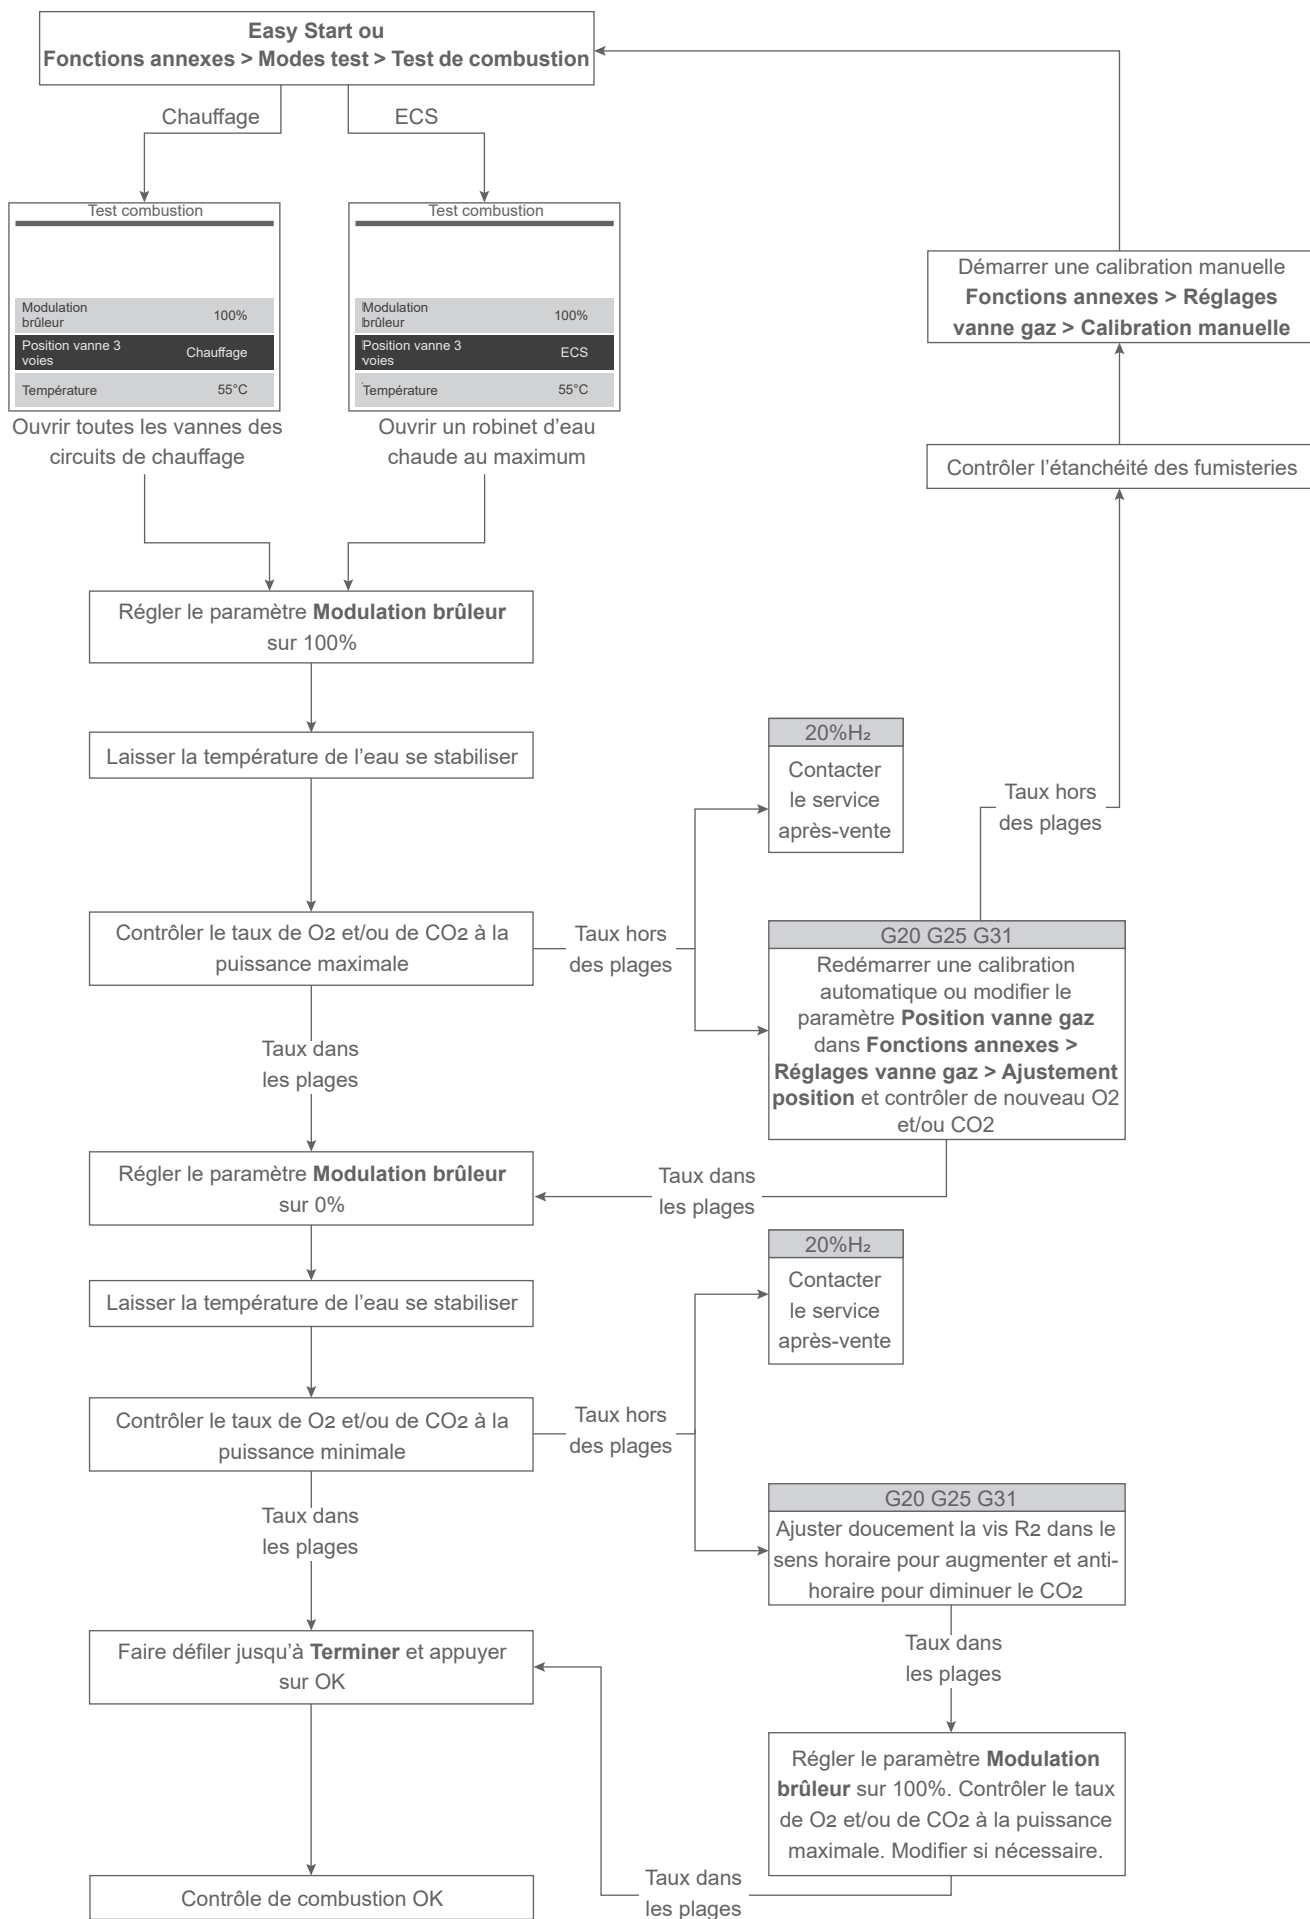 Easy Start ou
Fonctions annexes > Modes test > Test de combustion
Chauffage
ECS
Test combustion
Modulation
brûleur
100%
Position vanne 3
voies
Chauffage
Température
55°C
Test combustion
Modulation
brûleur
100%
Position vanne 3
voies
ECS
Température
55°C
Ouvrir toutes les vannes des
circuits de chauffage
Ouvrir un robinet d’eau
chaude au maximum
Démarrer une calibration manuelle
Fonctions annexes > Réglages
vanne gaz > Calibration manuelle
Contrôler l’étanchéité des fumisteries
Régler le paramètre Modulation brûleur
sur 100%
Laisser la température de l’eau se stabiliser
20%H₂
Contacter
le service
après-vente
Taux hors
des plages
Contrôler le taux de O2 et/ou de CO2 à la
puissance maximale
Taux hors
des plages
G20 G25 G31
Redémarrer une calibration
automatique ou modifier le
paramètre Position vanne gaz
dans Fonctions annexes >
Réglages vanne gaz > Ajustement
position et contrôler de nouveau O2
et/ou CO2
Taux dans
les plages
Régler le paramètre Modulation brûleur
sur 0%
Taux dans
les plages
Laisser la température de l’eau se stabiliser
20%H₂
Contacter
le service
après-vente
Contrôler le taux de O2 et/ou de CO2 à la
puissance minimale
Taux hors
des plages
G20 G25 G31
Ajuster doucement la vis R2 dans le
sens horaire pour augmenter et anti-
horaire pour diminuer le CO2
Taux dans
les plages
Taux dans
les plages
Faire défiler jusqu’à Terminer et appuyer
sur OK
Régler le paramètre Modulation
brûleur sur 100%. Contrôler le taux
de O2 et/ou de CO2 à la puissance
maximale. Modifier si nécessaire.
Taux dans
les plages
Contrôle de combustion OK